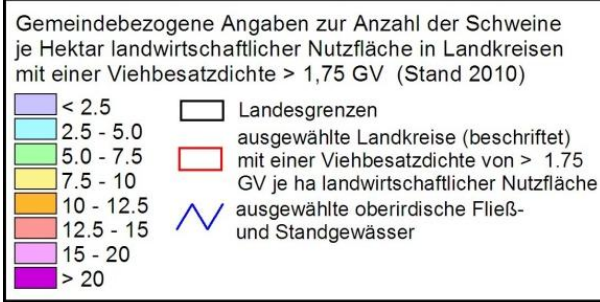 Gemeindebezogene Angaben zur Anzahl der Schweine
je Hektar landwirtschaftlicher Nutzfläche in Landkreisen
mit einer Viehbesatzdichte > 1,75 GV (Stand 2010)
< 2.5
2.5 - 5.0
5.0 - 7.5
7.5 - 10
10 - 12.5
12.5 - 15
15 - 20
> 20
Landesgrenzen
ausgewählte Landkreise (beschriftet)
mit einer Viehbesatzdichte von > 1.75
GV je ha landwirtschaftlicher Nutzfläche
ausgewählte oberirdische Fließ-
und Standgewässer